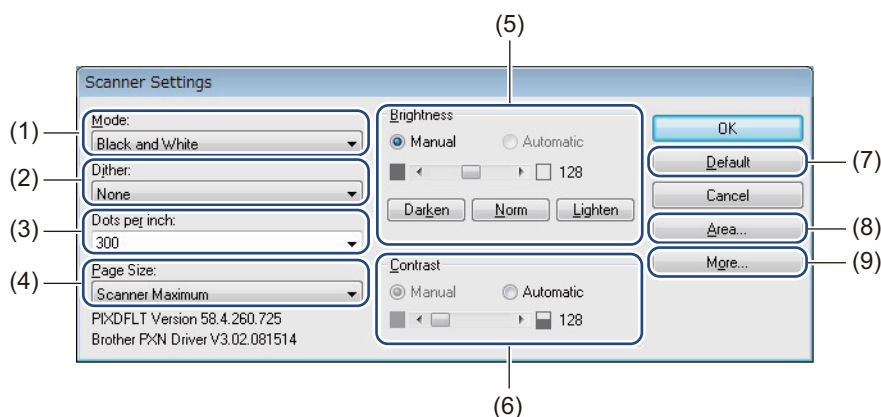 (5)
Scanner Settings
(1)
Mode:
Black and White
(2)
Dither:
None
(3)
Dots per inch:
300
(4)
Page Size:
Scanner Maximum
PIXDFLT Version 58.4.260.725
Brother PXN Driver V3.02.081514
Brightness
Manual Automatic
128
Darken Norm Lighten
Contrast
Manual Automatic
128
(6)
OK
Default
(7)
Cancel
Area...
(8)
More...
(9)